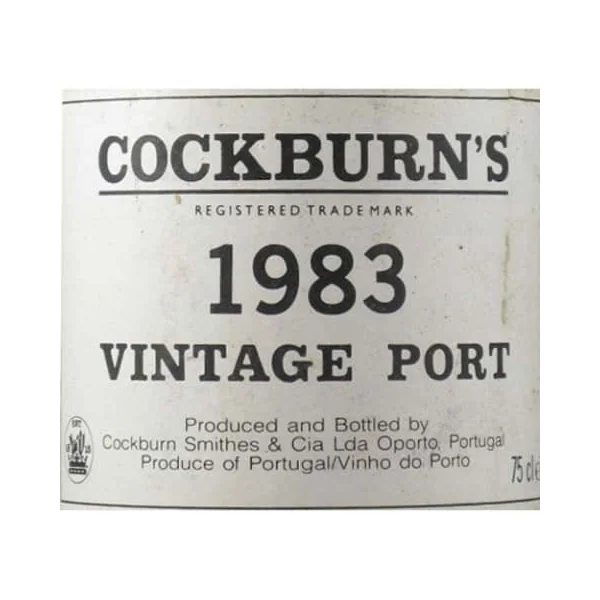 COCKBURN'S
REGISTERED TRADE MARK
1983
VINTAGE PORT
Produced and Bottled by
Cockburn Smithes & Cia Lda Oporto, Portugal
Produce of Portugal/Vinho do Porto
75 cl e